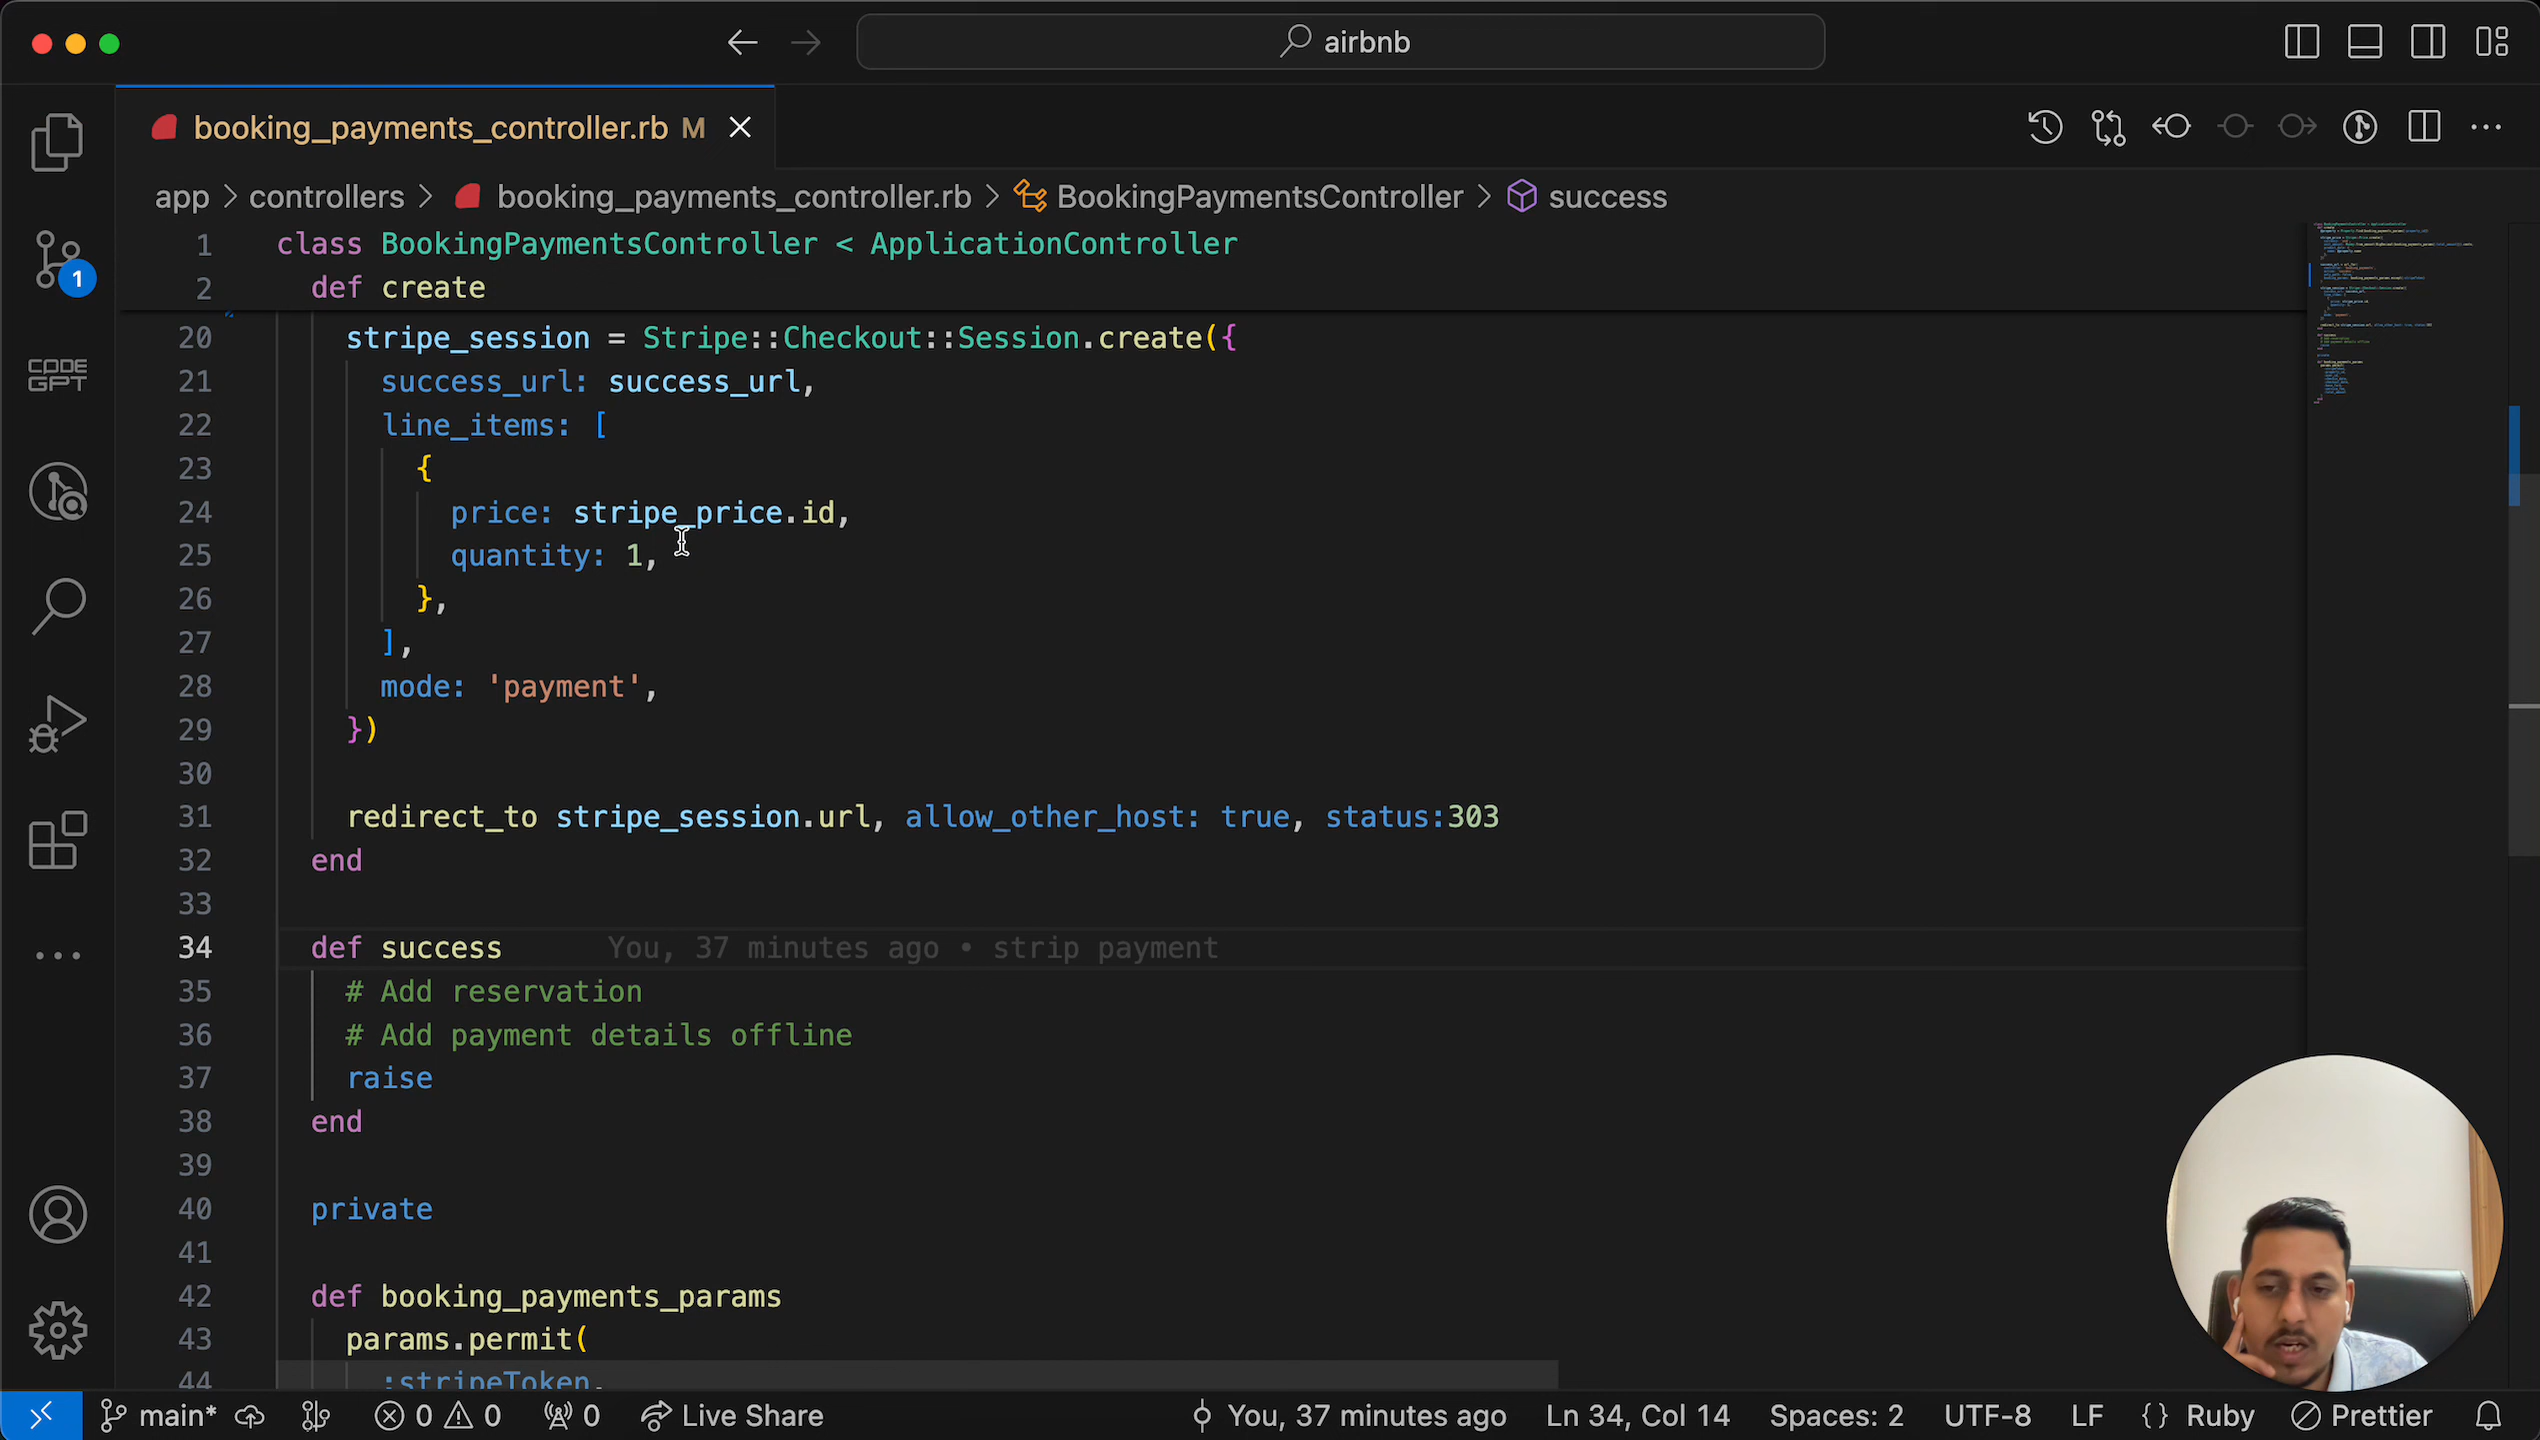 airbnb
booking_payments_controller.rb M
app > controllers > booking_payments_controller.rb > BookingPaymentsController > success
1 class BookingPaymentsController < ApplicationController
2 def create
20 stripe_session = Stripe::Checkout::Session.create({
21 success_url: success_url,
22 line_items: [
23 {
24 price: stripe_price.id,
25 quantity: 1,
26 },
27 ],
28 mode: 'payment',
29 })
30
31 redirect_to stripe_session.url, allow_other_host: true, status:303
32 end
33
34 def success You, 37 minutes ago • strip payment
35 # Add reservation
36 # Add payment details offline
37 raise
38 end
39
40 private
41
42 def booking_payments_params
43 params.permit(
44 :stripeToken,
1
CODE
GPT
main* 0 0 0 Live Share You, 37 minutes ago Ln 34, Col 14 Spaces: 2 UTF-8 LF {} Ruby Prettier